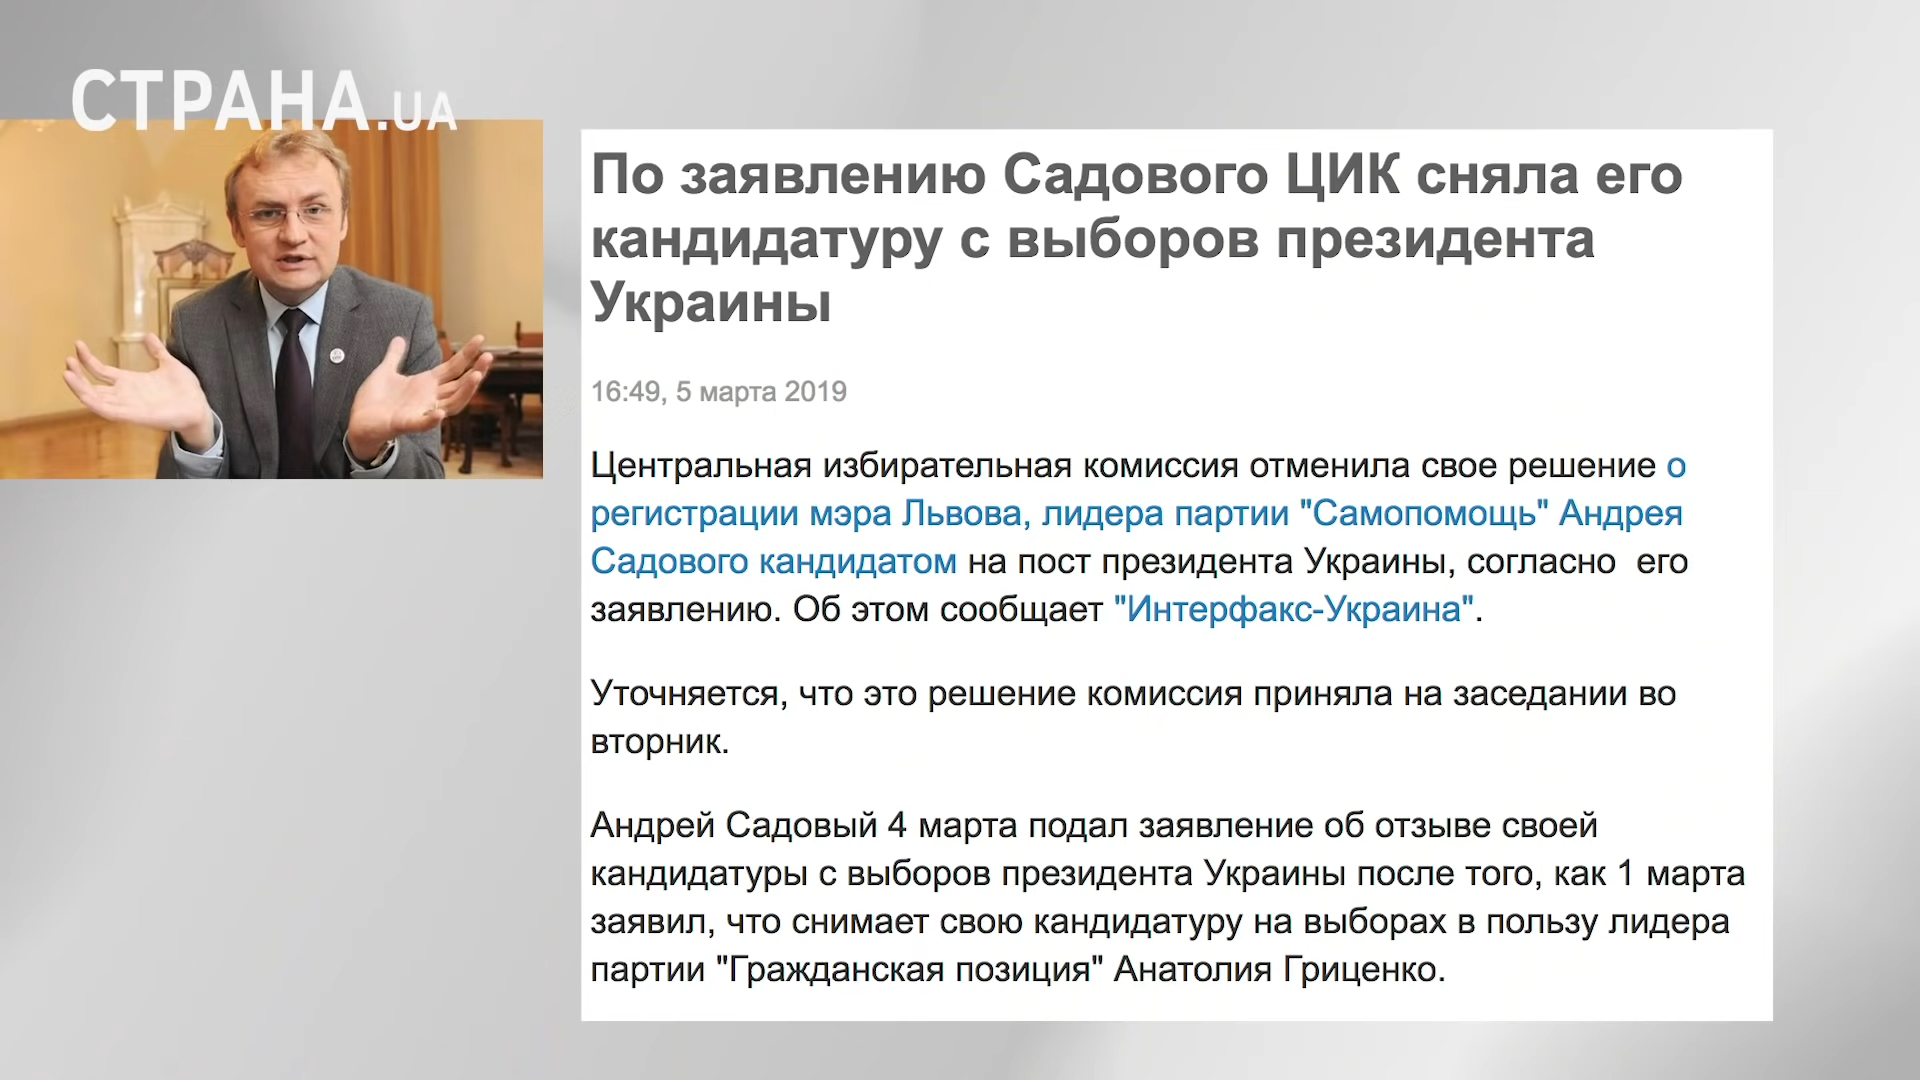 СТРАНА.UA
По заявлению Садового ЦИК сняла его
кандидатуру с выборов президента
Украины
16:49, 5 марта 2019
Центральная избирательная комиссия отменила свое решение о
регистрации мэра Львова, лидера партии "Самопомощь" Андрея
Садового кандидатом на пост президента Украины, согласно его
заявлению. Об этом сообщает "Интерфакс-Украина".
Уточняется, что это решение комиссия приняла на заседании во
вторник.
Андрей Садовый 4 марта подал заявление об отзыве своей
кандидатуры с выборов президента Украины после того, как 1 марта
заявил, что снимает свою кандидатуру на выборах в пользу лидера
партии "Гражданская позиция" Анатолия Гриценко.